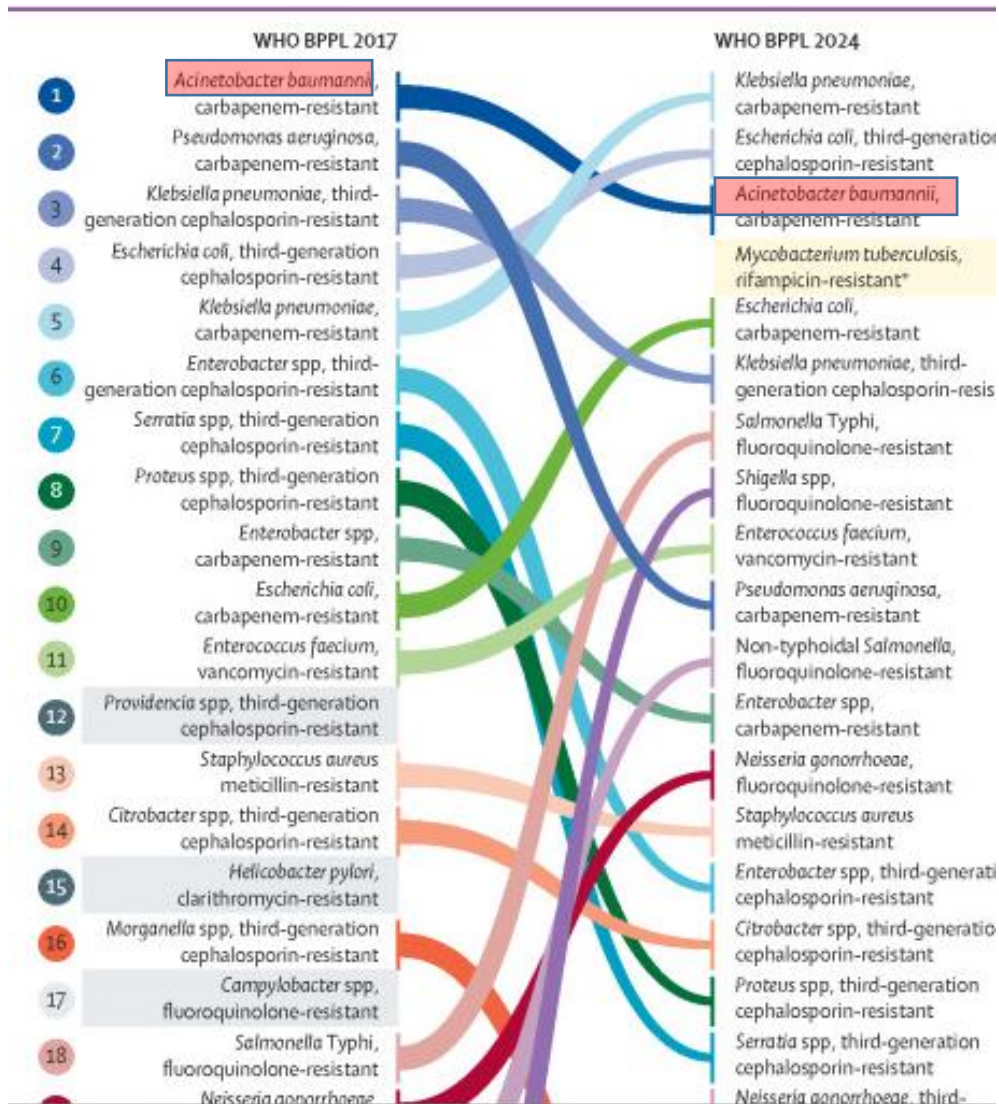 WHO BPPL 2017
1
Acinetobacter baumannii,
carbapenem-resistant
2
Pseudomonas aeruginosa,
carbapenem-resistant
3
Klebsiella pneumoniae, third-
generation cephalosporin-resistant
4
Escherichia coli, third-generation
cephalosporin-resistant
5
Klebsiella pneumoniae,
carbapenem-resistant
6
Enterobacter spp, third-
generation cephalosporin-resistant
7
Serratia spp, third-generation
cephalosporin-resistant
8
Proteus spp, third-generation
cephalosporin-resistant
9
Enterobacter spp,
carbapenem-resistant
10
Escherichia coli,
carbapenem-resistant
11
Enterococcus faecium,
vancomycin-resistant
12
Providencia spp, third-generation
cephalosporin-resistant
13
Staphylococcus aureus
meticillin-resistant
14
Citrobacter spp, third-generation
cephalosporin-resistant
15
Helicobacter pylori,
clarithromycin-resistant
16
Morganella spp, third-generation
cephalosporin-resistant
17
Campylobacter spp,
fluoroquinolone-resistant
18
Salmonella Typhi,
fluoroquinolone-resistant
Neisseria gonorrhoeae,
WHO BPPL 2024
Klebsiella pneumoniae,
carbapenem-resistant
Escherichia coli, third-generation
cephalosporin-resistant
Acinetobacter baumannii,
carbapenem-resistant
Mycobacterium tuberculosis,
rifampicin-resistant*
Escherichia coli,
carbapenem-resistant
Klebsiella pneumoniae, third-
generation cephalosporin-resis
Salmonella Typhi,
fluoroquinolone-resistant
Shigella spp,
fluoroquinolone-resistant
Enterococcus faecium,
vancomycin-resistant
Pseudomonas aeruginosa,
carbapenem-resistant
Non-typhoidal Salmonella,
fluoroquinolone-resistant
Enterobacter spp,
carbapenem-resistant
Neisseria gonorrhoeae,
fluoroquinolone-resistant
Staphylococcus aureus
meticillin-resistant
Enterobacter spp, third-generati
cephalosporin-resistant
Citrobacter spp, third-generatio
cephalosporin-resistant
Proteus spp, third-generation
cephalosporin-resistant
Serratia spp, third-generation
cephalosporin-resistant
Neisseria gonorrhoeae, third-